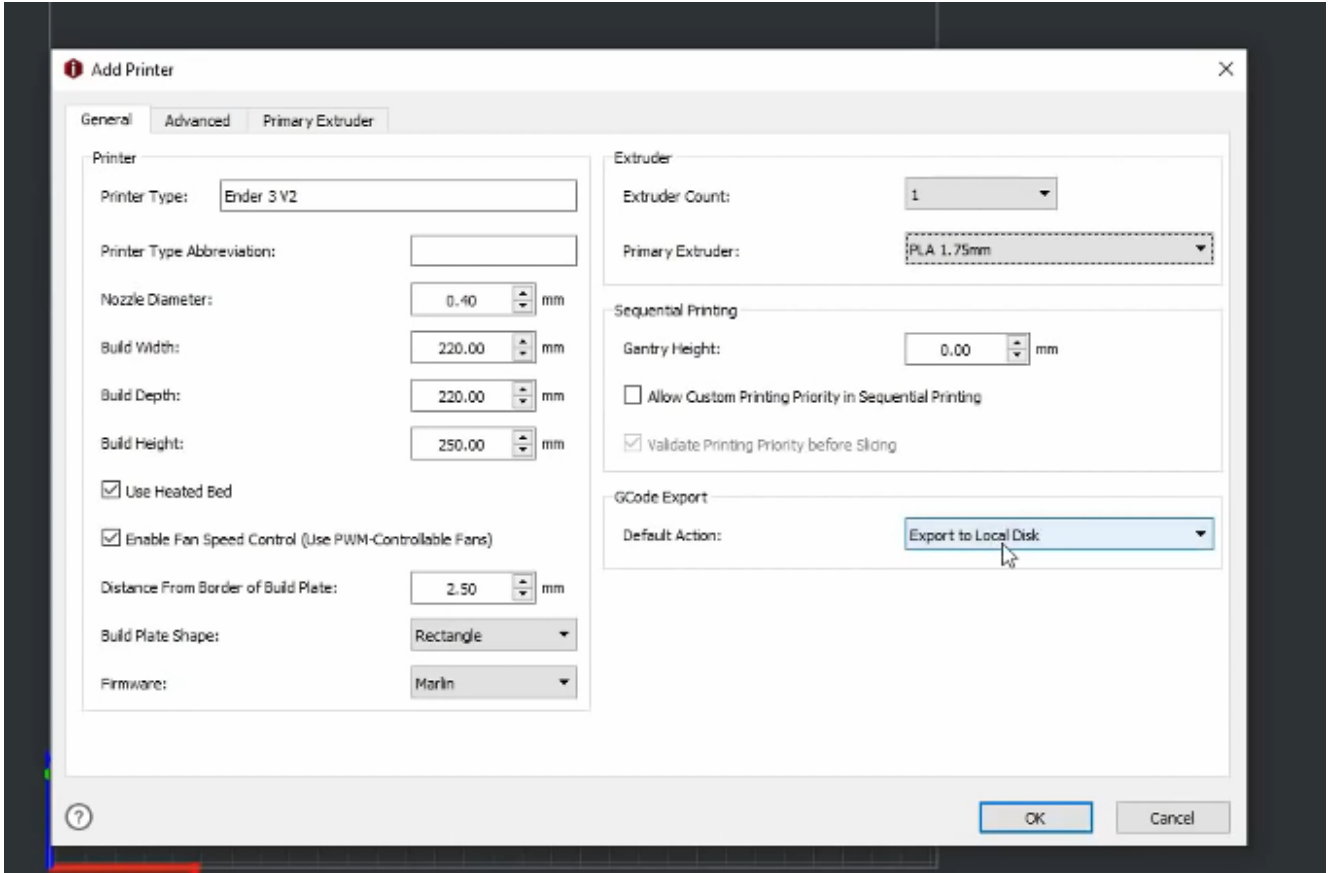 Add Printer
General Advanced Primary Extruder
Printer
Printer Type: Ender 3 V2
Printer Type Abbreviation:
Nozzle Diameter: 0.40 mm
Build Width: 220.00 mm
Build Depth: 220.00 mm
Build Height: 250.00 mm
Use Heated Bed
Enable Fan Speed Control (Use PWM-Controllable Fans)
Distance From Border of Build Plate: 2.50 mm
Build Plate Shape: Rectangle
Firmware: Marlin
Extruder
Extruder Count: 1
Primary Extruder: PLA 1.75mm
Sequential Printing
Gantry Height: 0.00 mm
Allow Custom Printing Priority in Sequential Printing
Validate Printing Priority before Slicing
GCode Export
Default Action: Export to Local Disk
? OK Cancel